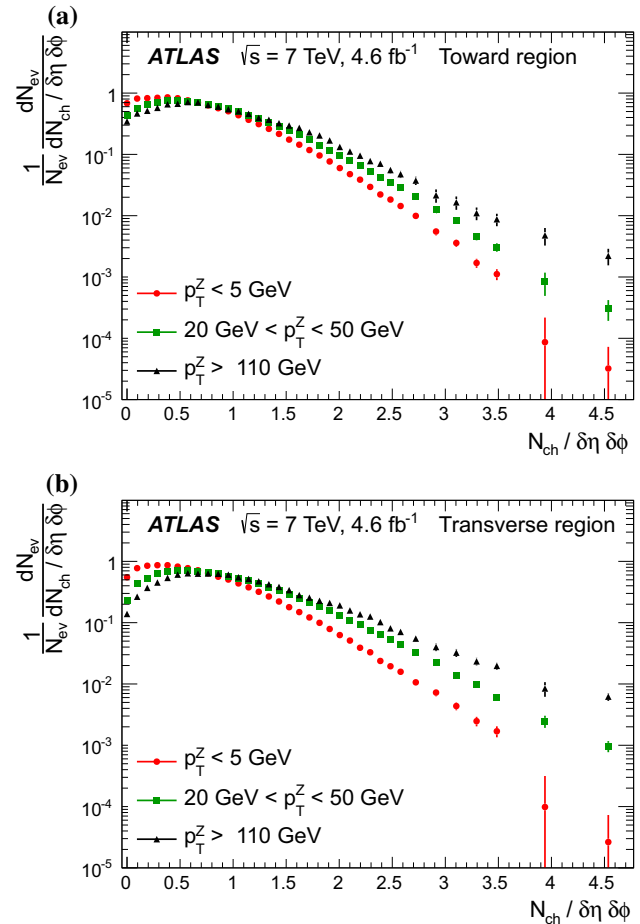 (a)
ATLAS √s = 7 TeV, 4.6 fb⁻¹ Toward region
1/N_ev dN_ev/dN_ch / δη δϕ
1
10⁻¹
10⁻²
10⁻³
10⁻⁴
10⁻⁵
p_T^Z < 5 GeV
20 GeV < p_T^Z < 50 GeV
p_T^Z > 110 GeV
0 0.5 1 1.5 2 2.5 3 3.5 4 4.5
N_ch / δη δϕ
(b)
ATLAS √s = 7 TeV, 4.6 fb⁻¹ Transverse region
1/N_ev dN_ev/dN_ch / δη δϕ
1
10⁻¹
10⁻²
10⁻³
10⁻⁴
10⁻⁵
p_T^Z < 5 GeV
20 GeV < p_T^Z < 50 GeV
p_T^Z > 110 GeV
0 0.5 1 1.5 2 2.5 3 3.5 4 4.5
N_ch / δη δϕ